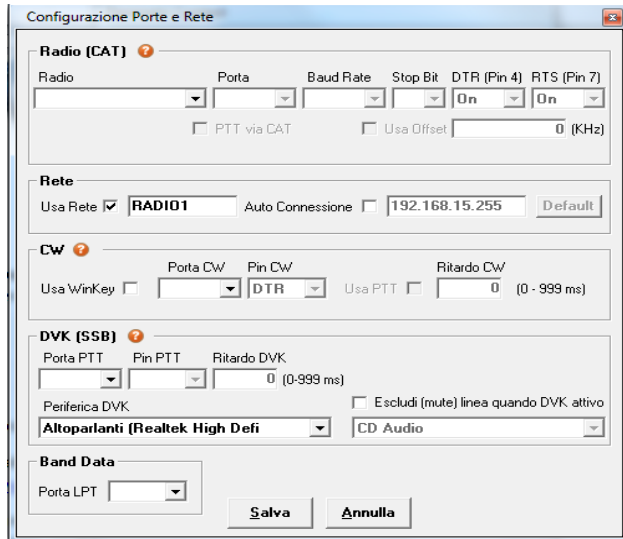 Configurazione Porte e Rete
Radio (CAT)
Radio Porta Baud Rate Stop Bit DTR (Pin 4) RTS (Pin 7)
On On
PTT via CAT Usa Offset 0 (KHz)
Rete
Usa Rete RADIO1 Auto Connessione 192.168.15.255 Default
CW
Porta CW Pin CW Ritardo CW
Usa WinKey DTR Usa PTT 0 (0 - 999 ms)
DVK (SSB)
Porta PTT Pin PTT Ritardo DVK
0 (0-999 ms)
Periferica DVK Escludi (mute) linea quando DVK attivo
Altoparlanti (Realtek High Defi CD Audio
Band Data
Porta LPT
Salva Annulla